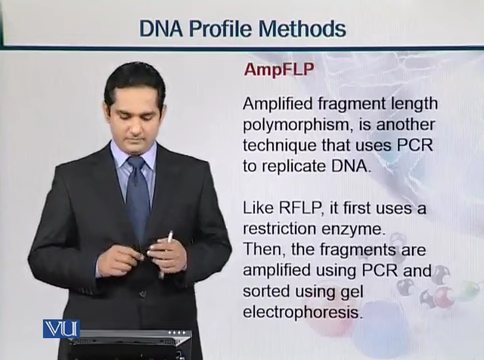 DNA Profile Methods
AmpFLP
Amplified fragment length
polymorphism, is another
technique that uses PCR
to replicate DNA.
Like RFLP, it first uses a
restriction enzyme.
Then, the fragments are
amplified using PCR and
sorted using gel
electrophoresis.
VU